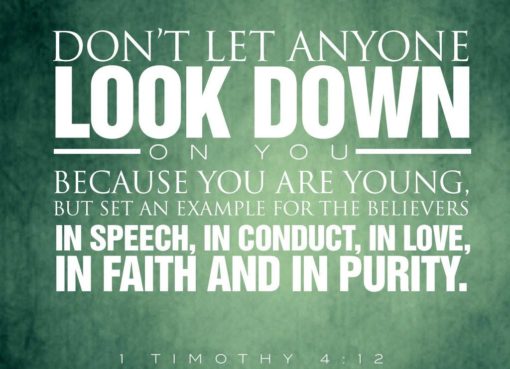 DON'T LET ANYONE
LOOK DOWN
ON YOU
BECAUSE YOU ARE YOUNG,
BUT SET AN EXAMPLE FOR THE BELIEVERS
IN SPEECH, IN CONDUCT, IN LOVE,
IN FAITH AND IN PURITY.
1 TIMOTHY 4:12